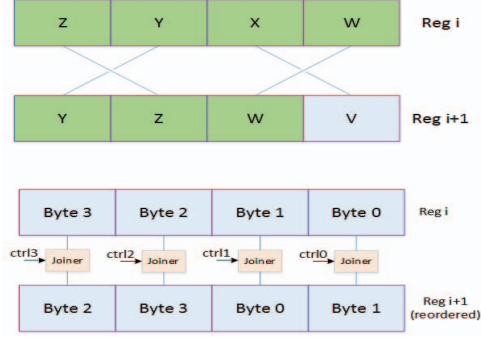 Z Y X W Reg i
Y Z W V Reg i+1
Byte 3 Byte 2 Byte 1 Byte 0 Reg i
ctrl3 Joiner ctrl2 Joiner ctrl1 Joiner ctrl0 Joiner
Byte 2 Byte 3 Byte 0 Byte 1 Reg i+1
(reordered)